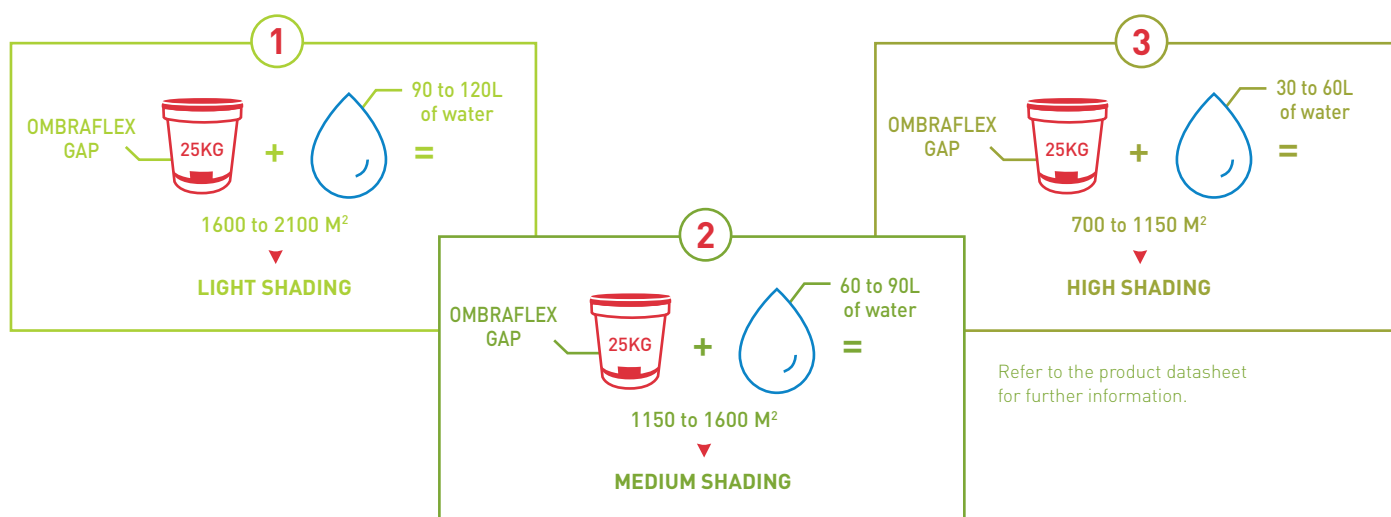 1
OMBRAFLEX
GAP
25KG
+
90 to 120L
of water
=
1600 to 2100 M²
LIGHT SHADING
2
OMBRAFLEX
GAP
25KG
+
60 to 90L
of water
=
1150 to 1600 M²
MEDIUM SHADING
3
OMBRAFLEX
GAP
25KG
+
30 to 60L
of water
=
700 to 1150 M²
HIGH SHADING
Refer to the product datasheet
for further information.